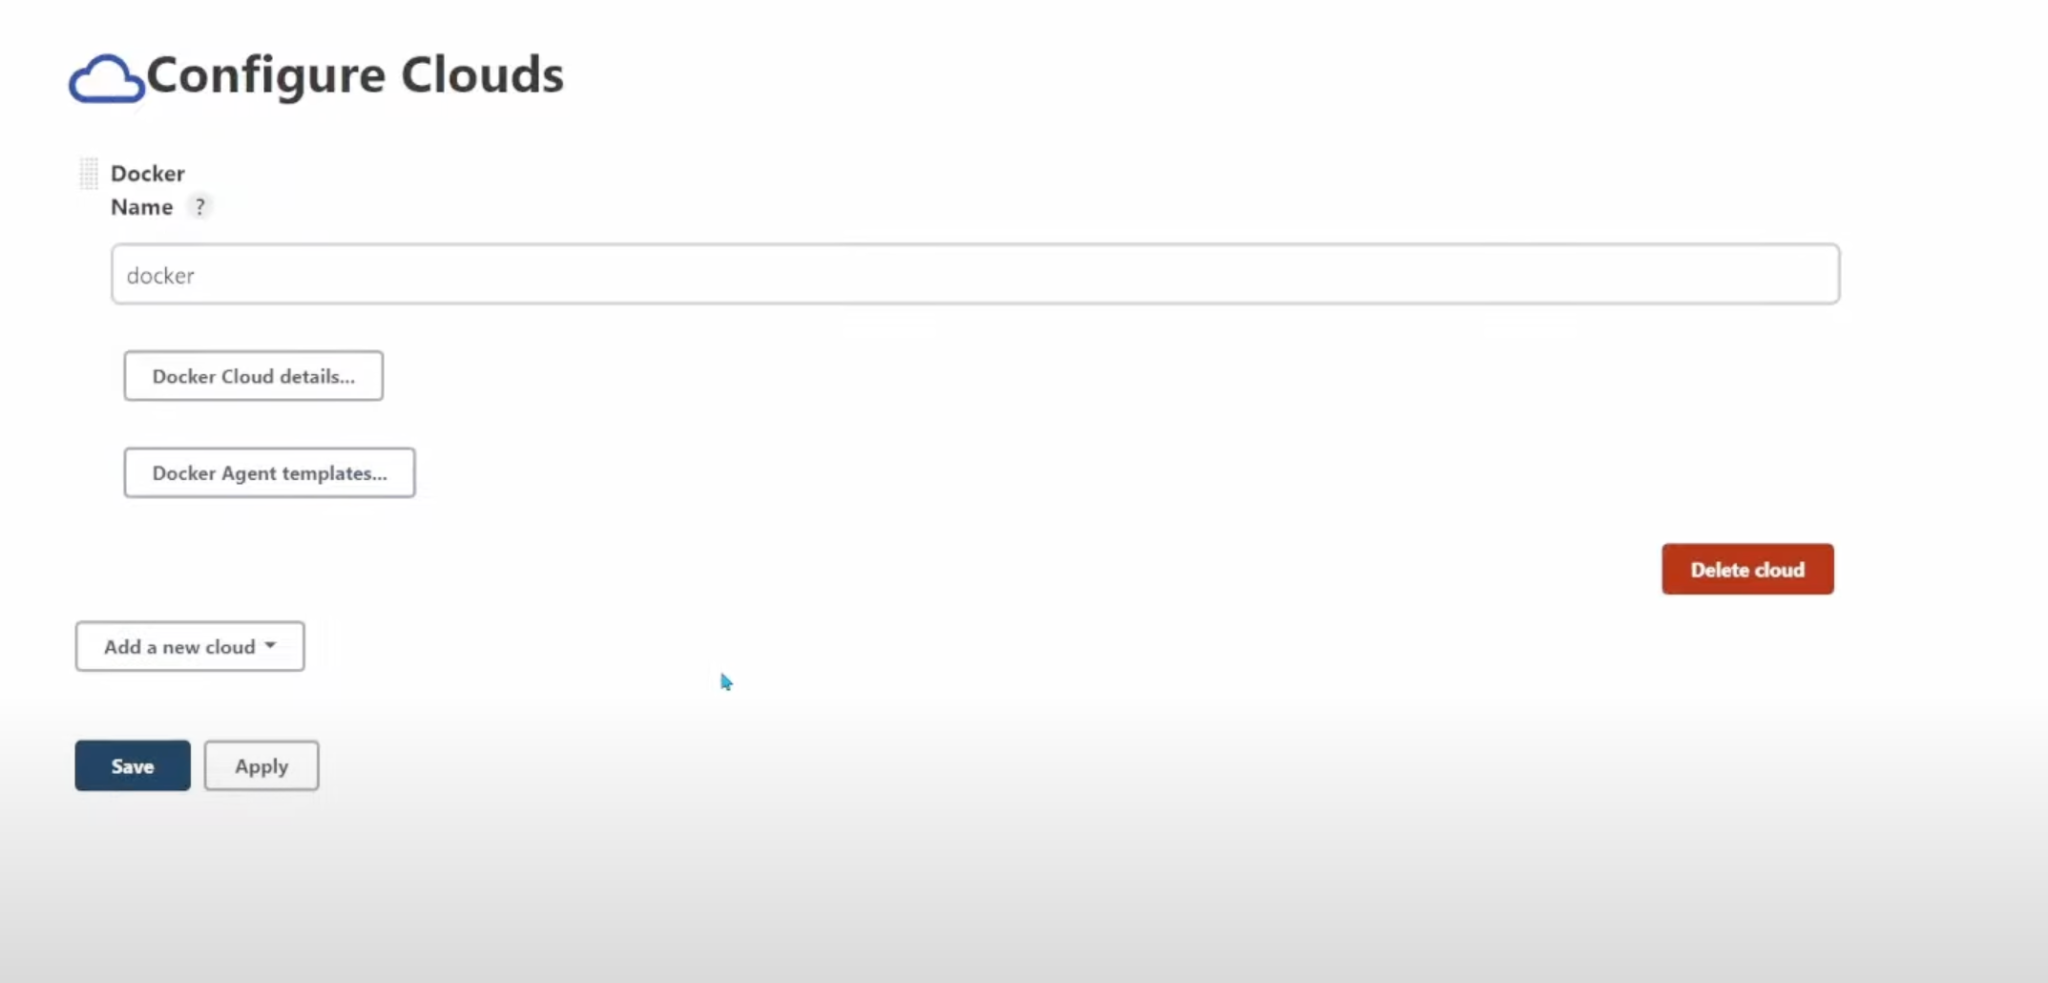 Configure Clouds
Docker
Name ?
docker
Docker Cloud details...
Docker Agent templates...
Delete cloud
Add a new cloud
Save Apply